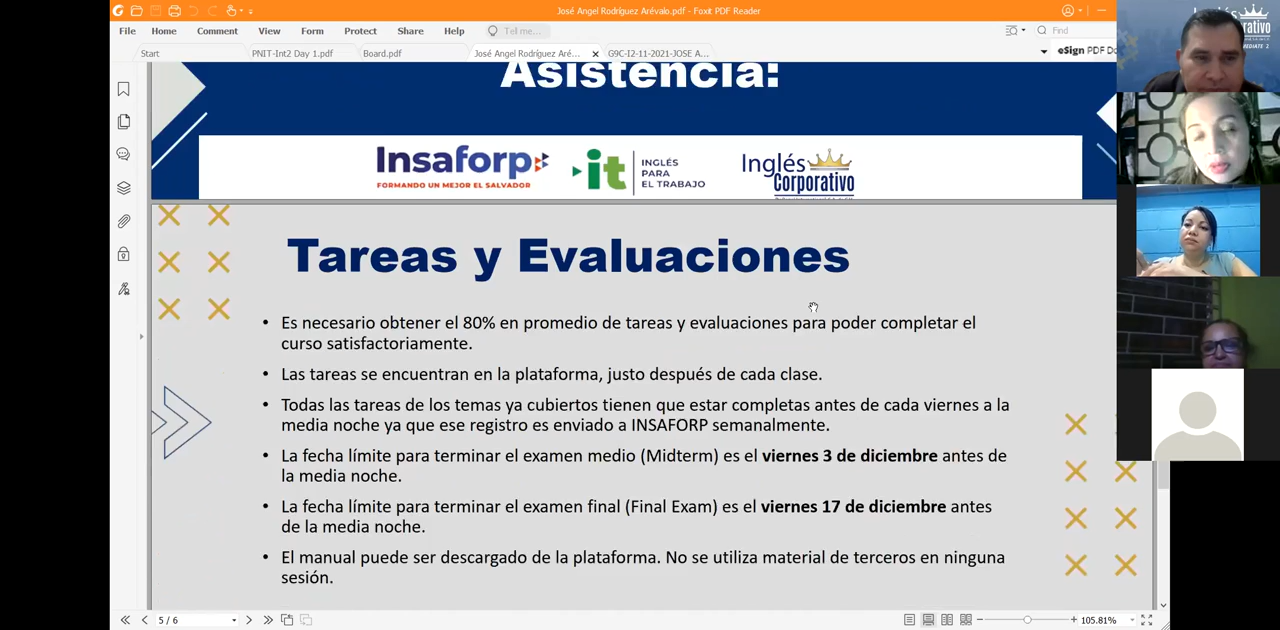 José Angel Rodríguez Arévalo.pdf - Foxit PDF Reader
File Home Comment View Form Protect Share Help Tell me... Find
Start PNIT-Int2 Day 1.pdf Board.pdf José Angel Rodríguez Aré... G9C-I2-11-2021-JOSE A... eSign PDF Do
Asistencia:
Insaforp
FORMANDO UN MEJOR EL SALVADOR
it
INGLÉS
PARA
EL TRABAJO
Inglés
Corporativo
Tareas y Evaluaciones
• Es necesario obtener el 80% en promedio de tareas y evaluaciones para poder completar el
curso satisfactoriamente.
• Las tareas se encuentran en la plataforma, justo después de cada clase.
• Todas las tareas de los temas ya cubiertos tienen que estar completas antes de cada viernes a la
media noche ya que ese registro es enviado a INSAFORP semanalmente.
• La fecha límite para terminar el examen medio (Midterm) es el viernes 3 de diciembre antes de
la media noche.
• La fecha límite para terminar el examen final (Final Exam) es el viernes 17 de diciembre antes
de la media noche.
• El manual puede ser descargado de la plataforma. No se utiliza material de terceros en ninguna
sesión.
5 / 6
105.81%